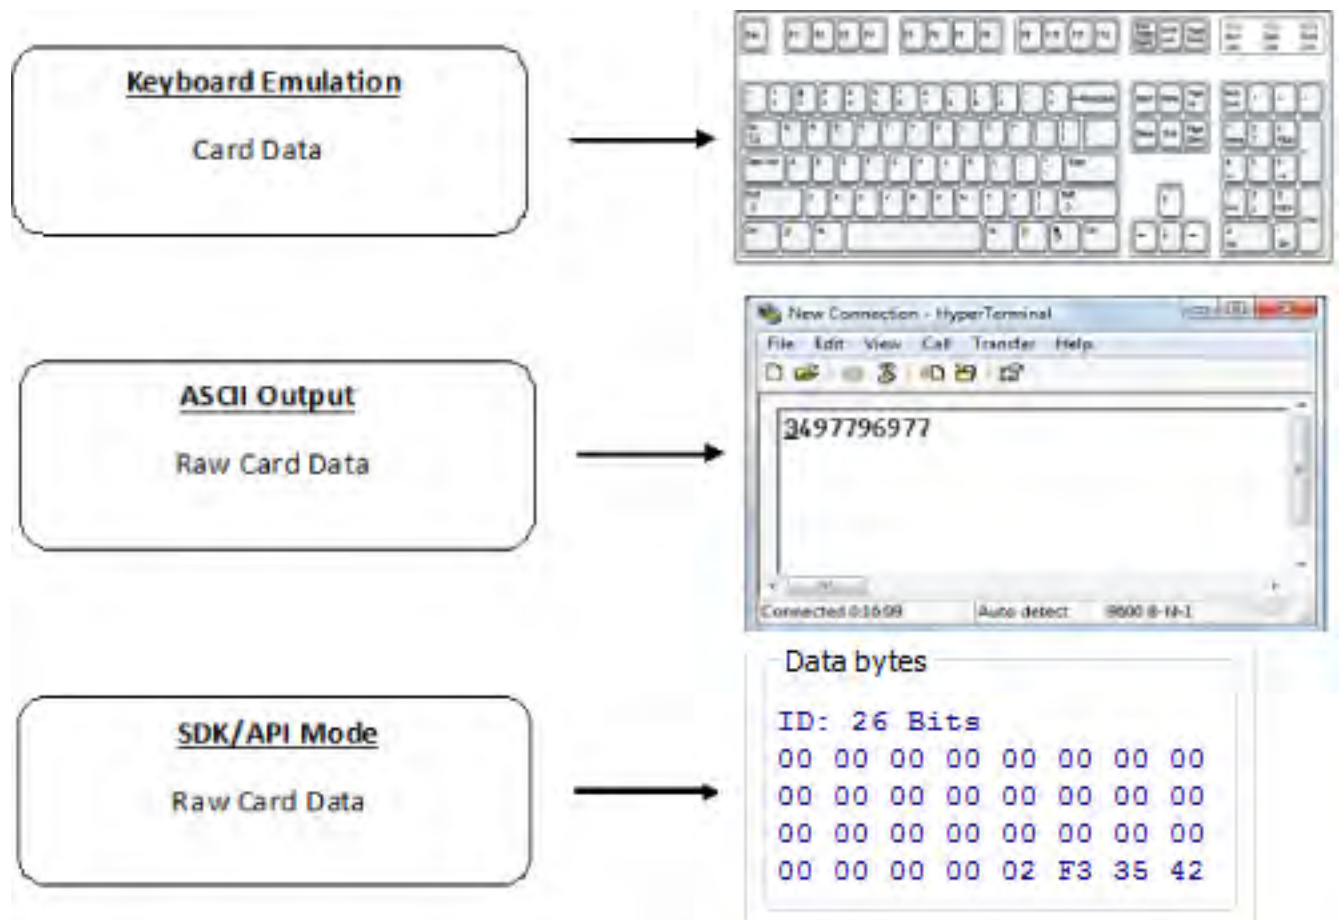 Keyboard Emulation
Card Data
ASCII Output
Raw Card Data
New Connection - HyperTerminal
File Edit View Call Transfer Help
3497796977
Connected 0:16:09 Auto detect 9600 8-N-1
SDK/API Mode
Raw Card Data
Data bytes
ID: 26 Bits
00 00 00 00 00 00 00 00
00 00 00 00 00 00 00 00
00 00 00 00 00 00 00 00
00 00 00 00 02 F3 35 42